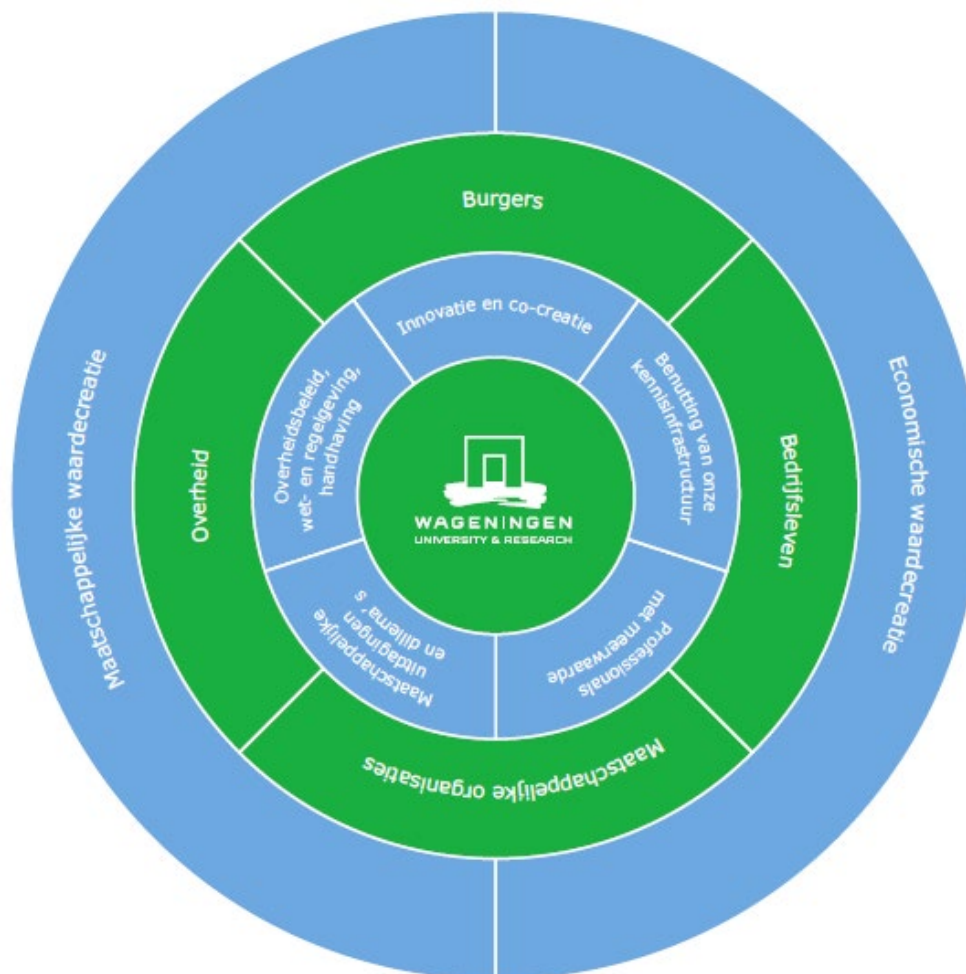 Burgers
Innovatie en co-creatie
Benutting van onze
kennisinfrastructuur
Overheidsbeleid,
wet- en regelgeving,
handhaving
Maatschappelijke waardecreatie
Overheid
WAGENINGEN
UNIVERSITY & RESEARCH
Bedrijfsleven
Economische waardecreatie
Maatschappelijke
uitdagingen
en dillema's
Professionals
met meerwaarde
Maatschappelijke organisaties